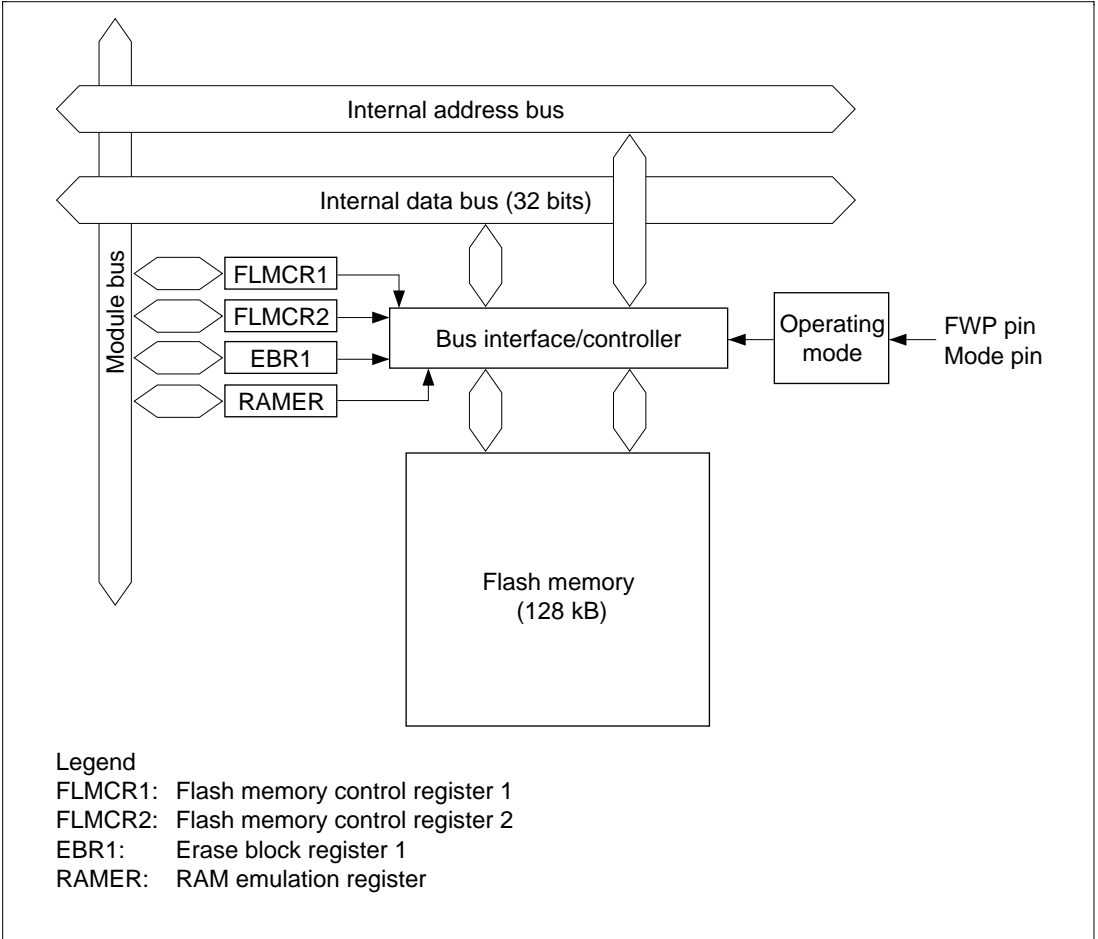 Internal address bus
Internal data bus (32 bits)
Module bus
FLMCR1
FLMCR2
EBR1
RAMER
Bus interface/controller
Operating
mode
FWP pin
Mode pin
Flash memory
(128 kB)
Legend
FLMCR1: Flash memory control register 1
FLMCR2: Flash memory control register 2
EBR1: Erase block register 1
RAMER: RAM emulation register